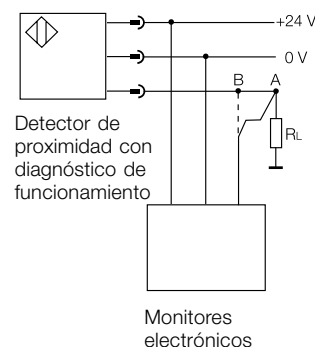 +24 V
0 V
B
A
RL
Detector de
proximidad con
diagnóstico de
funcionamiento
Monitores
electrónicos